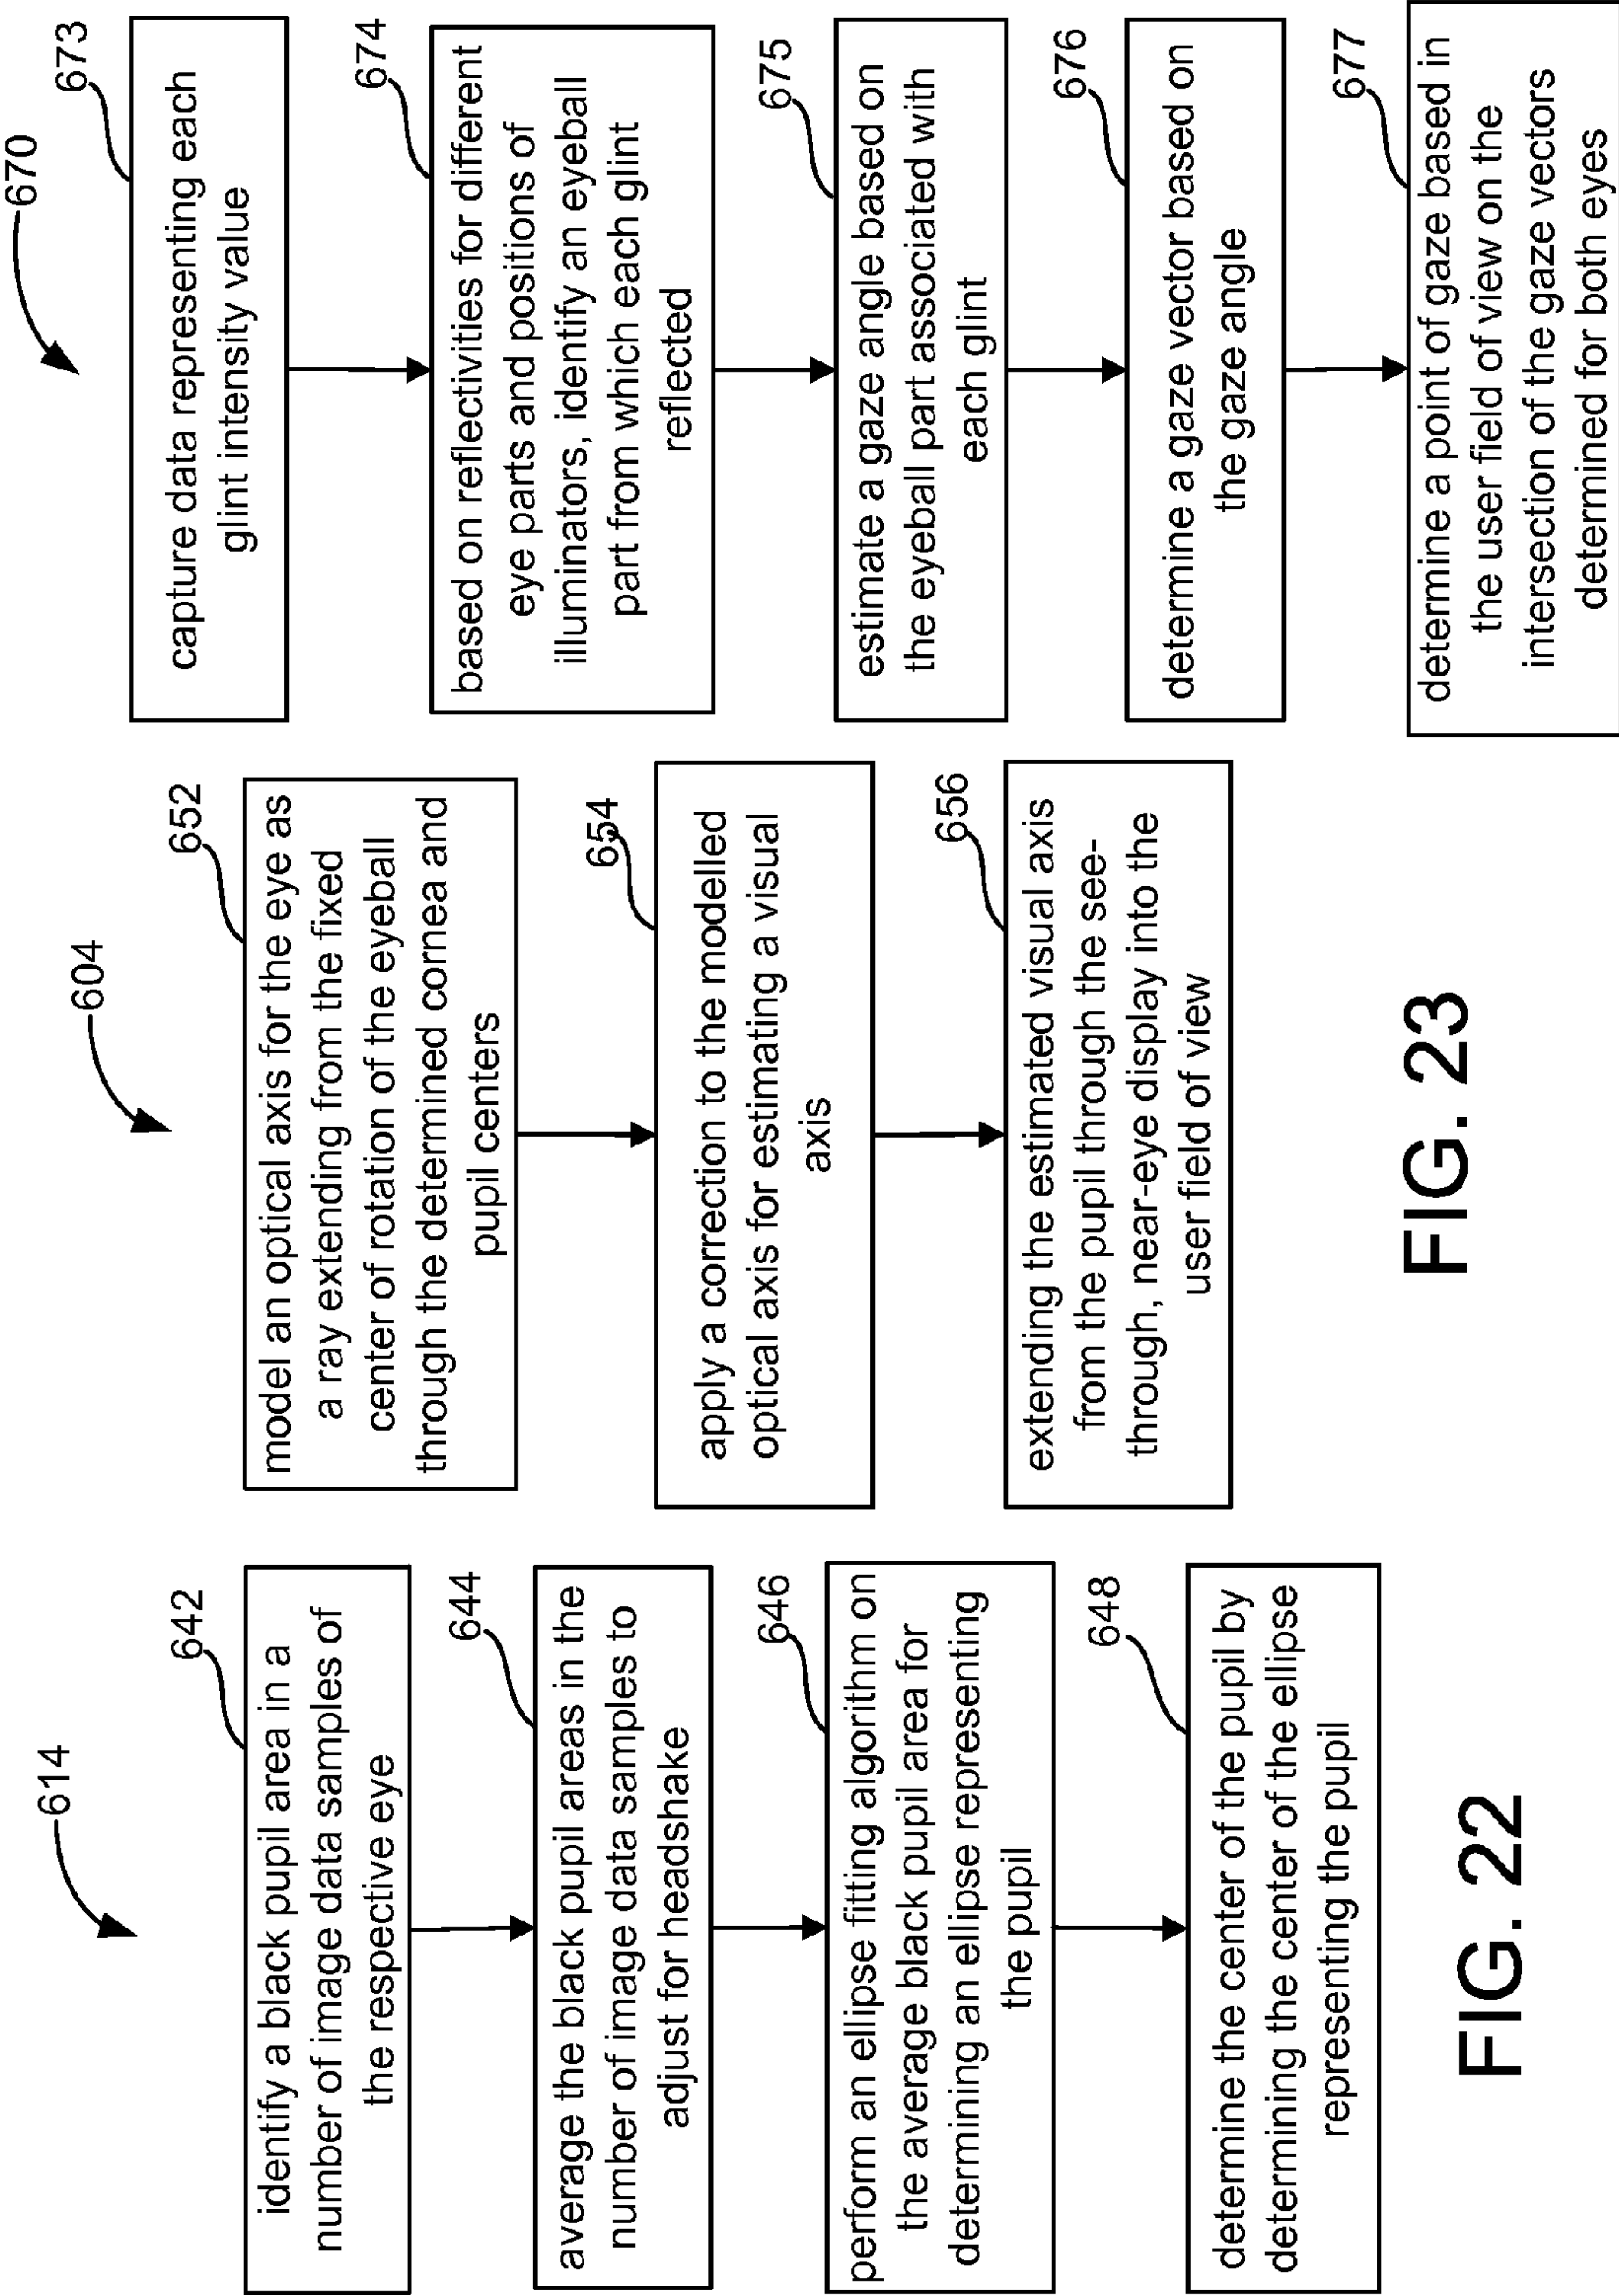 614
642
identify a black pupil area in a
number of image data samples of
the respective eye
644
average the black pupil areas in the
number of image data samples to
adjust for headshake
646
perform an ellipse fitting algorithm on
the average black pupil area for
determining an ellipse representing
the pupil
648
determine the center of the pupil by
determining the center of the ellipse
representing the pupil
FIG. 22
604
652
model an optical axis for the eye as
a ray extending from the fixed
center of rotation of the eyeball
through the determined cornea and
pupil centers
654
apply a correction to the modelled
optical axis for estimating a visual
axis
656
extending the estimated visual axis
from the pupil through the see-
through, near-eye display into the
user field of view
FIG. 23
670
673
capture data representing each
glint intensity value
674
based on reflectivities for different
eye parts and positions of
illuminators, identify an eyeball
part from which each glint
reflected
675
estimate a gaze angle based on
the eyeball part associated with
each glint
676
determine a gaze vector based on
the gaze angle
677
determine a point of gaze based in
the user field of view on the
intersection of the gaze vectors
determined for both eyes